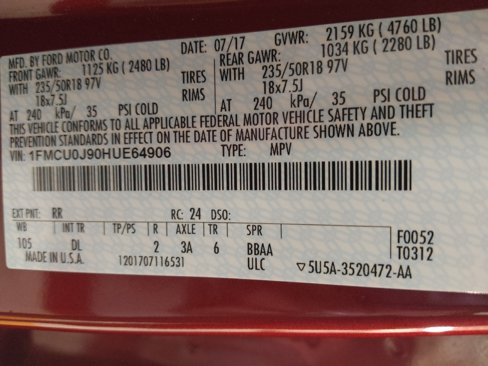 MFD. BY FORD MOTOR CO.
DATE: 07/17 GVWR: 2159 KG ( 4760 LB)
FRONT GAWR: 1125 KG ( 2480 LB) REAR GAWR: 1034 KG ( 2280 LB)
WITH 235/50R18 97V TIRES WITH 235/50R18 97V TIRES
18x7.5J RIMS 18x7.5J RIMS
AT 240 kPa/ 35 PSI COLD AT 240 kPa/ 35 PSI COLD
THIS VEHICLE CONFORMS TO ALL APPLICABLE FEDERAL MOTOR VEHICLE SAFETY AND THEFT
PREVENTION STANDARDS IN EFFECT ON THE DATE OF MANUFACTURE SHOWN ABOVE.
VIN: 1FMCU0J90HUE64906 TYPE: MPV
EXT PNT: RR RC: 24 DSO:
WB INT TR TP/PS R AXLE TR SPR F0052
105 DL 2 3A 6 BBAA T0312
MADE IN U.S.A. 1201707116531 ULC ▽5U5A-3520472-AA